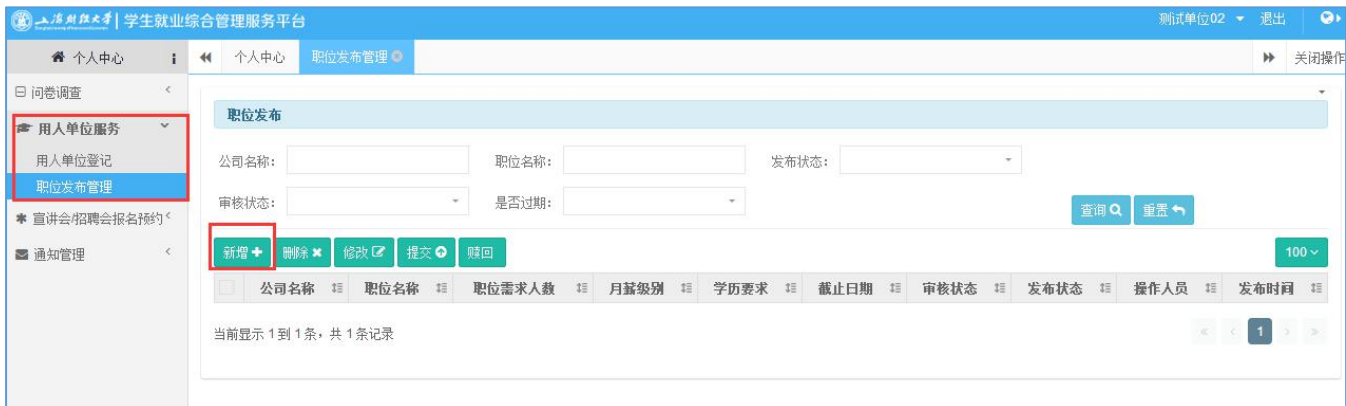 上海财经大学 | 学生就业综合管理服务平台 测试单位02 退出
个人中心 个人中心 职位发布管理 关闭操作
问卷调查
用人单位服务
用人单位登记
职位发布管理
宣讲会/招聘会报名预约
通知管理
职位发布
公司名称： 职位名称： 发布状态：
审核状态： 是否过期： 查询 重置
新增 删除 修改 提交 赎回 100
公司名称 职位名称 职位需求人数 月薪级别 学历要求 截止日期 审核状态 发布状态 操作人员 发布时间
当前显示 1 到 1 条，共 1 条记录 « ‹ 1 › »